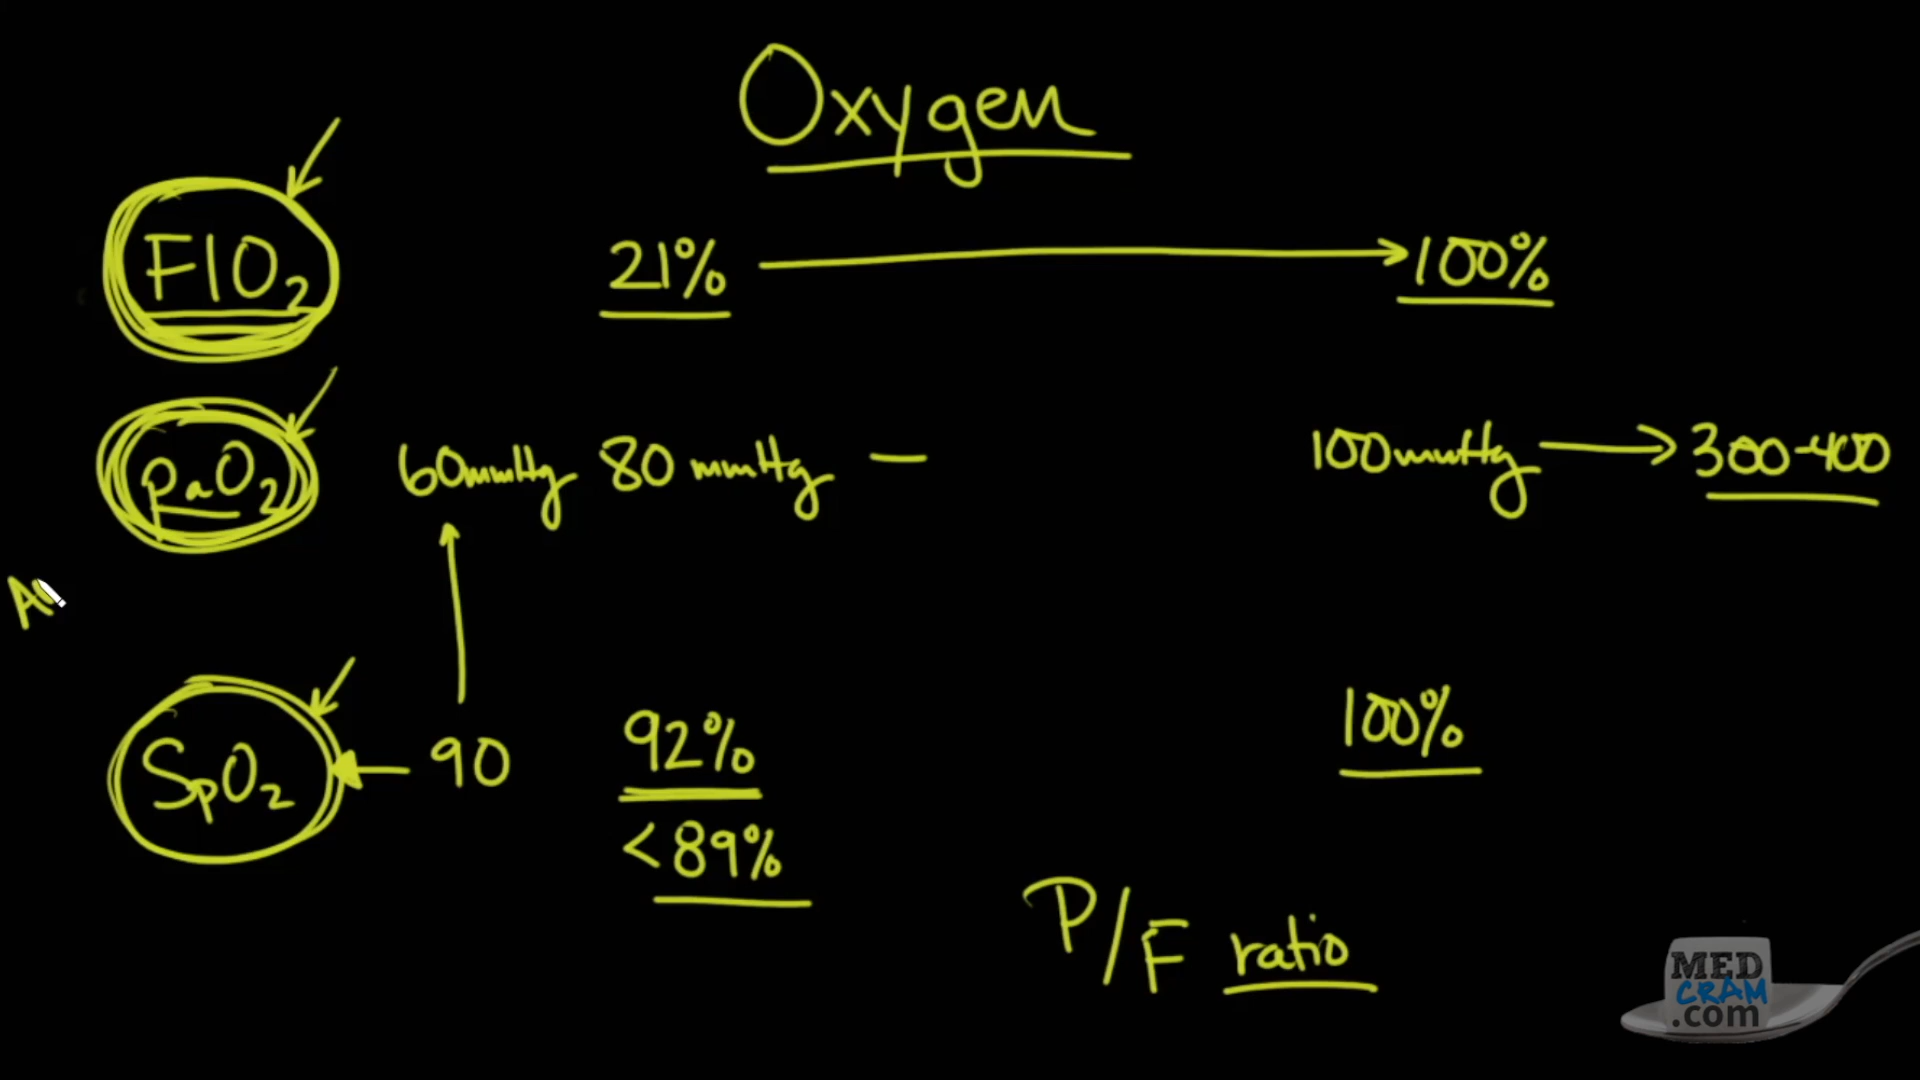 Oxygen
FIO2
21%
100%
PaO2
60mmHg 80 mmHg —
100mmHg
300-400
A
SpO2
90
92%
100%
<89%
P/F ratio
MED
CRAM
.com